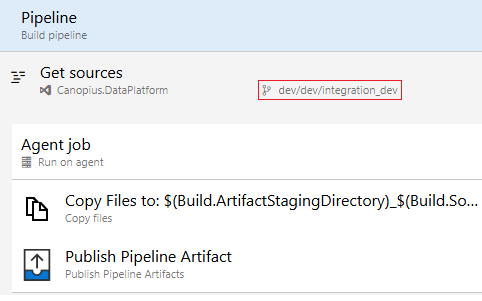 Pipeline
Build pipeline
Get sources
Canopius.DataPlatform
dev/dev/integration_dev
Agent job
Run on agent
Copy Files to: $(Build.ArtifactStagingDirectory)_$(Build.So...
Copy files
Publish Pipeline Artifact
Publish Pipeline Artifacts